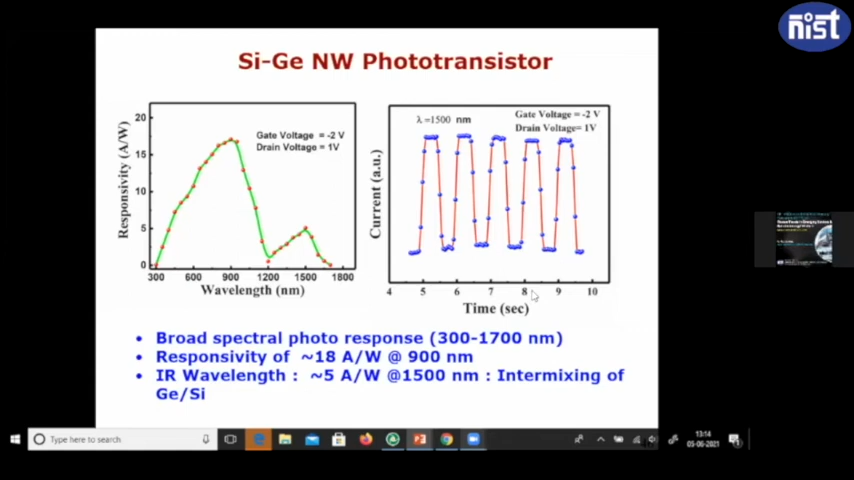 nist
Si-Ge NW Phototransistor
20
15
10
5
0
Responsivity (A/W)
Gate Voltage = -2 V
Drain Voltage = 1V
300 600 900 1200 1500 1800
Wavelength (nm)
λ =1500 nm
Gate Voltage = -2 V
Drain Voltage= 1V
Current (a.u.)
4 5 6 7 8 9 10
Time (sec)
• Broad spectral photo response (300-1700 nm)
• Responsivity of ~18 A/W @ 900 nm
• IR Wavelength : ~5 A/W @1500 nm : Intermixing of
Ge/Si
Type here to search
13:14
05-06-2021